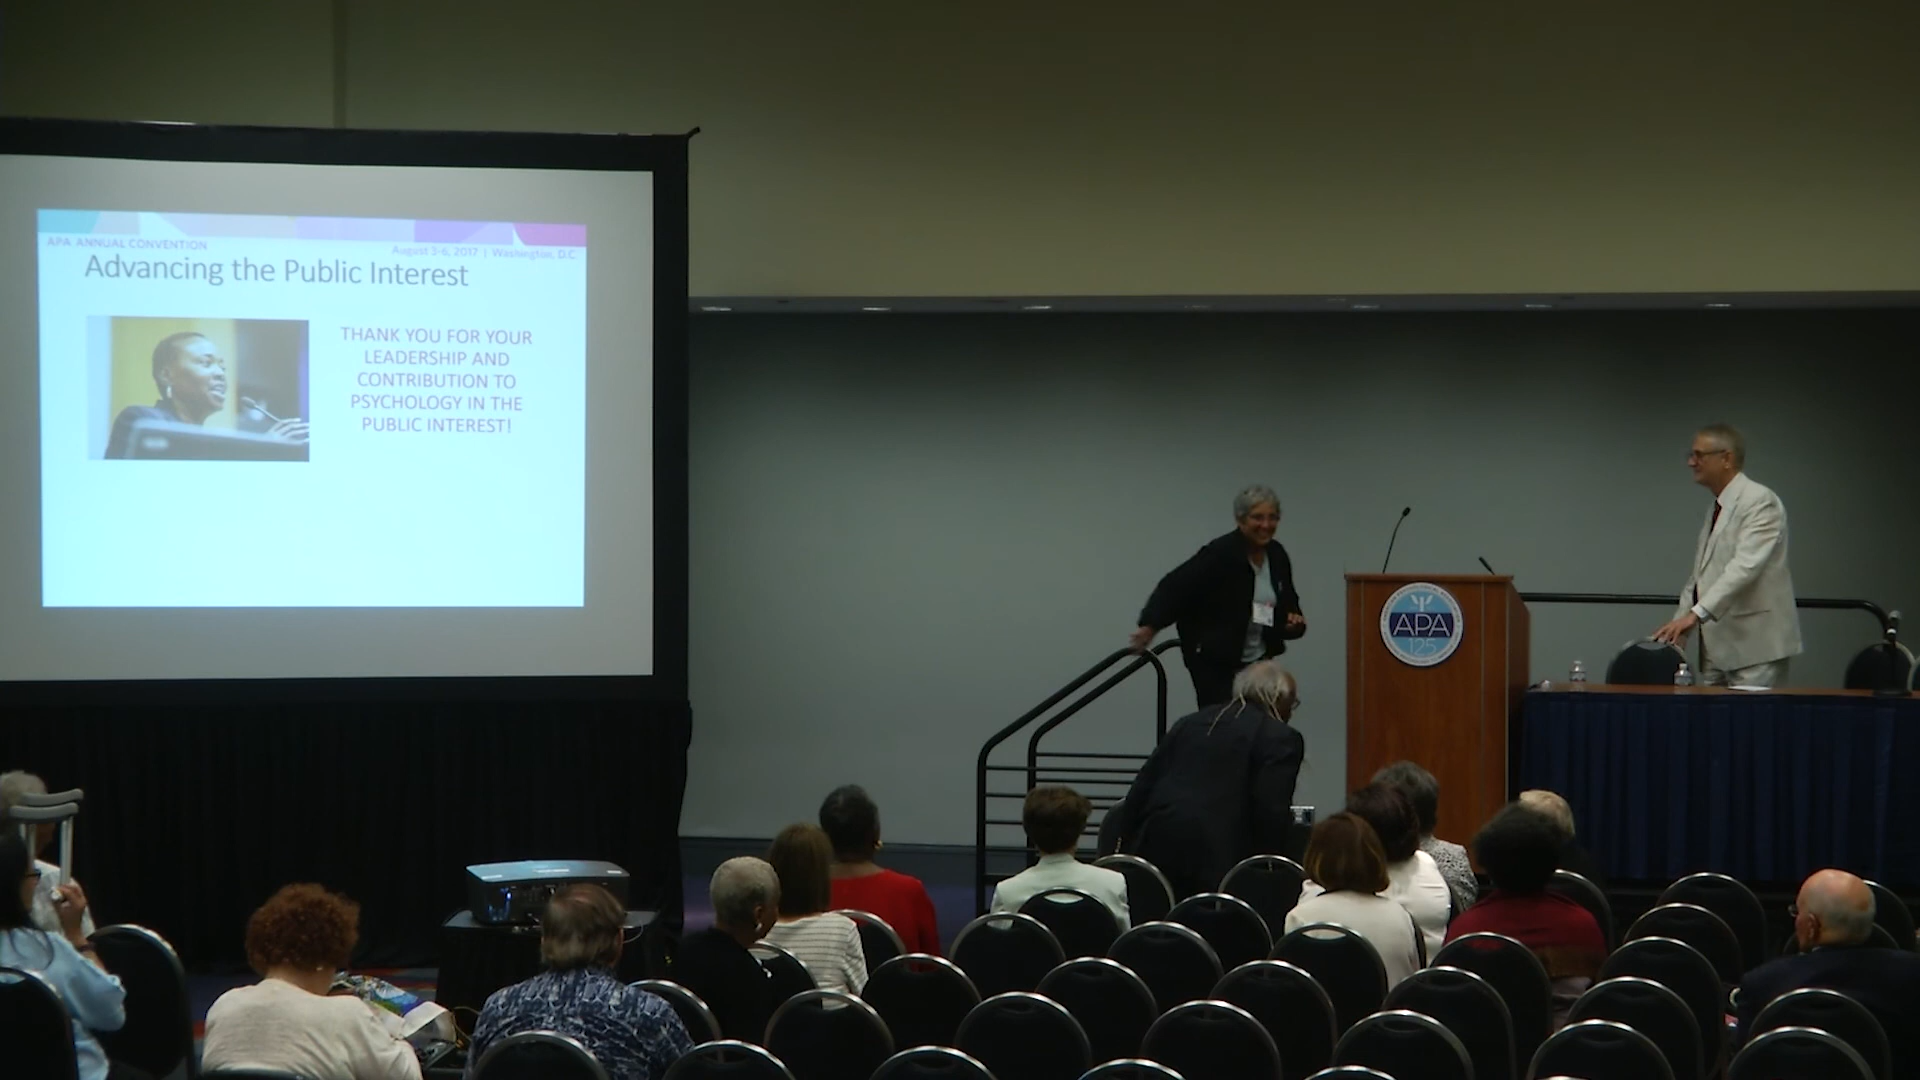 APA ANNUAL CONVENTION
August 3-6, 2017 | Washington, D.C.
Advancing the Public Interest
THANK YOU FOR YOUR
LEADERSHIP AND
CONTRIBUTION TO
PSYCHOLOGY IN THE
PUBLIC INTEREST!
APA
125